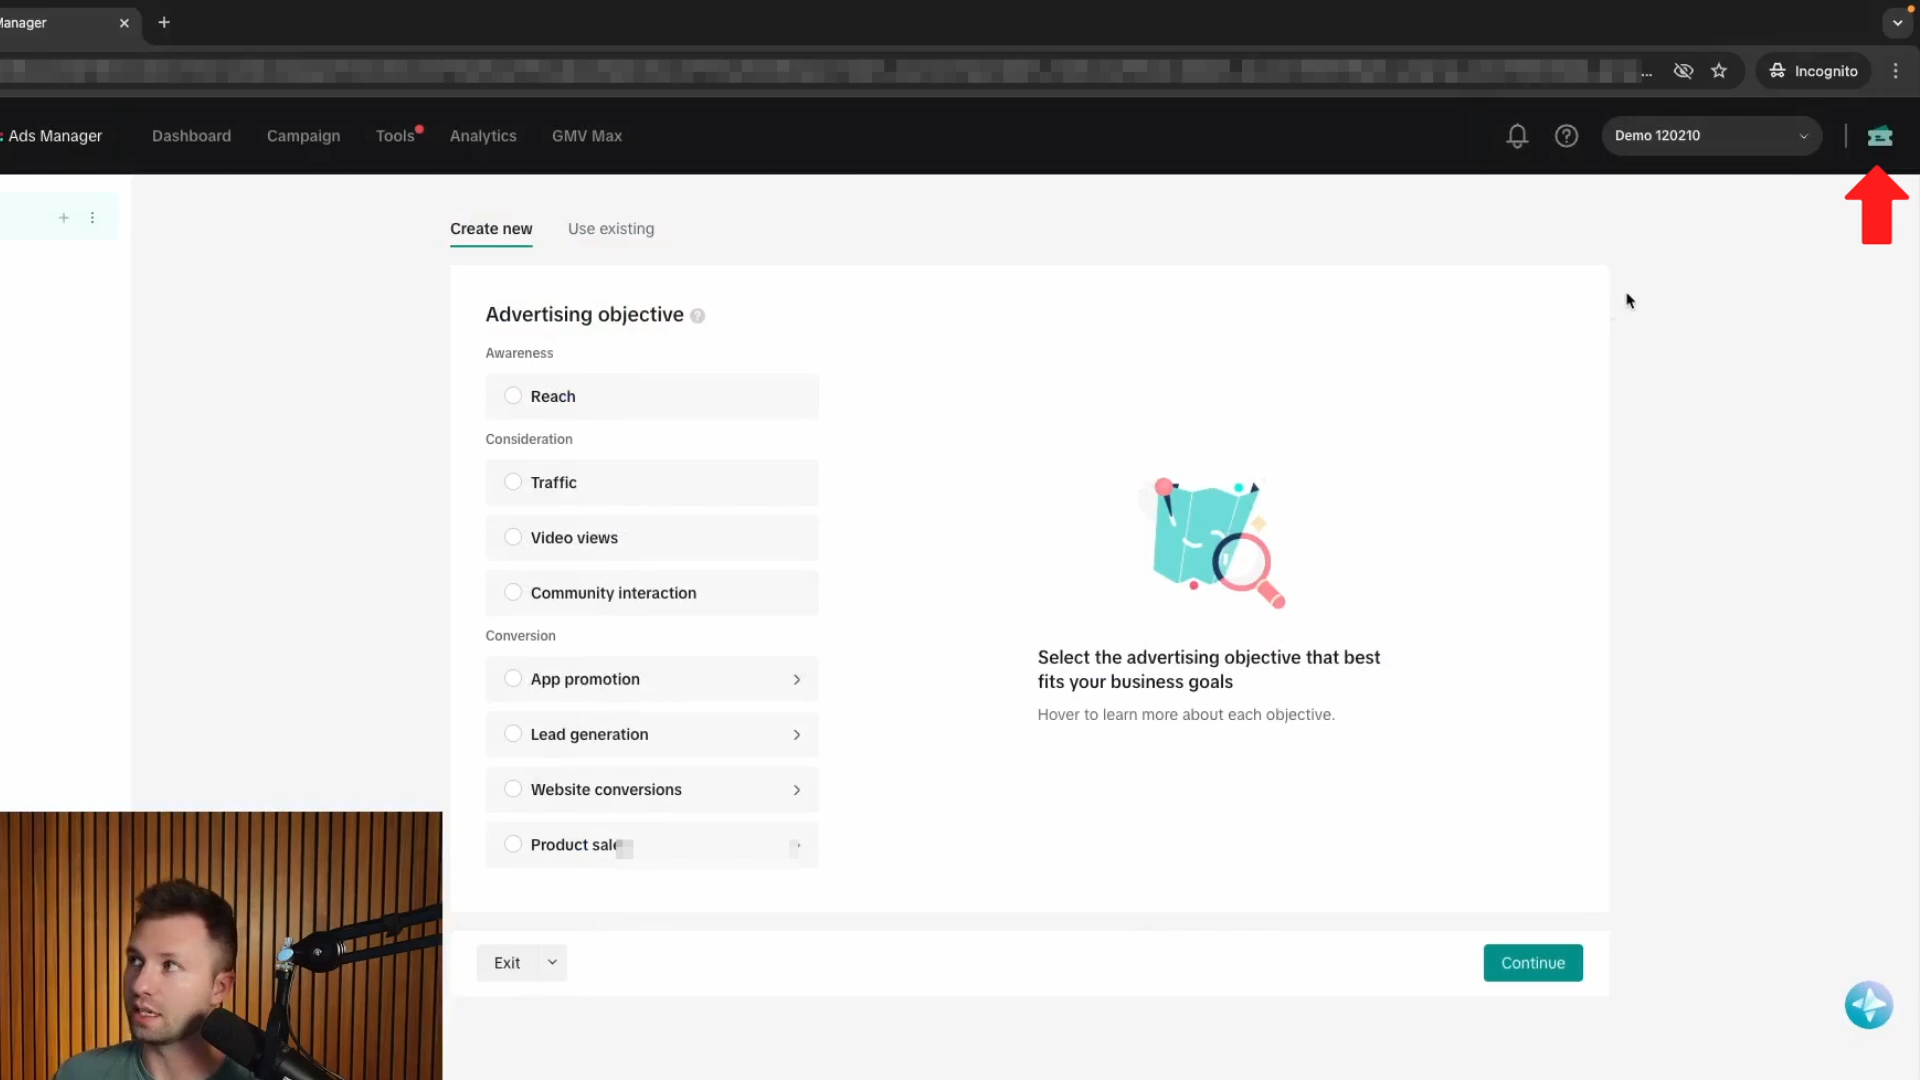 Manager
...
Incognito
: Ads Manager
Dashboard
Campaign
Tools
Analytics
GMV Max
Demo 120210
Create new
Use existing
Advertising objective
Awareness
Reach
Consideration
Traffic
Video views
Community interaction
Conversion
App promotion
Lead generation
Website conversions
Product sale
Select the advertising objective that best
fits your business goals
Hover to learn more about each objective.
Exit
Continue